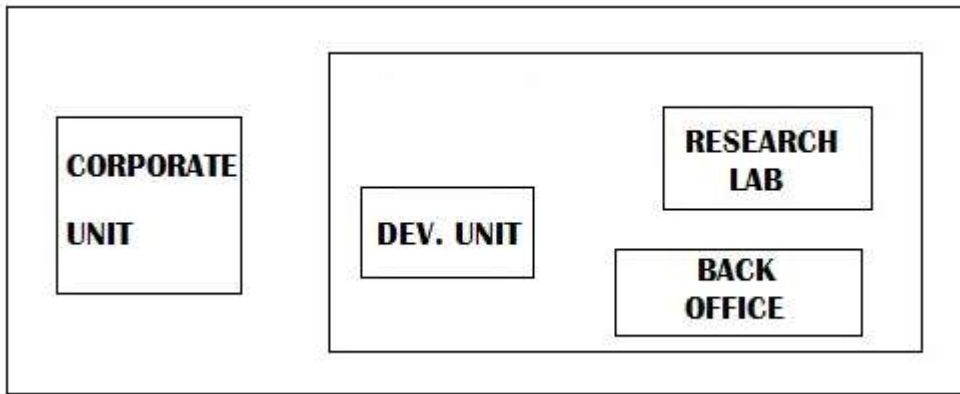 CORPORATE
UNIT
DEV. UNIT
RESEARCH
LAB
BACK
OFFICE